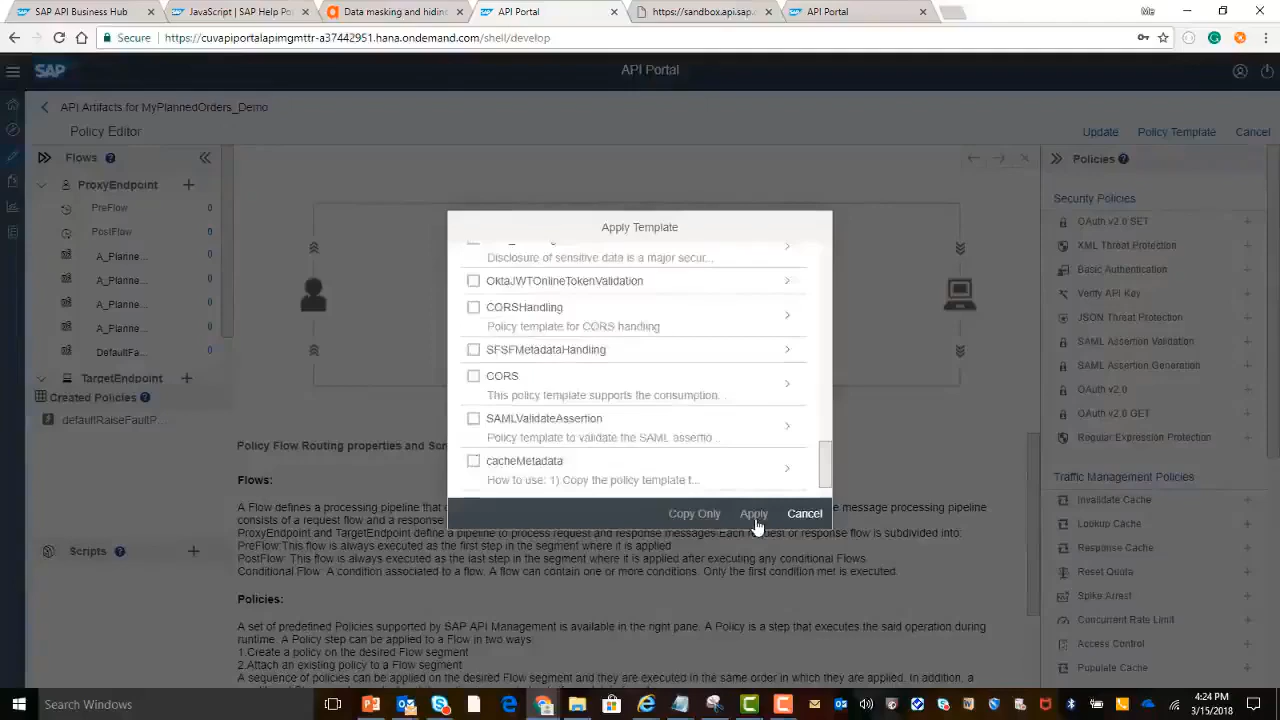 SAP API Business Hub
JavaScript | SAP Help Po
Data masking and hidin
API Portal
https://sandbox.api.sap
API Portal
Secure
https://cuvapiportalapimgmttr-a37442951.hana.ondemand.com/shell/develop
SAP
API Portal
API Artifacts for MyPlannedOrders_Demo
Policy Editor
Update
Policy Template
Cancel
Flows
ProxyEndpoint
PreFlow 0
PostFlow 0
A_Planne... 0
A_Planne... 0
A_Planne... 0
A_Planne... 0
DefaultFa... 0
TargetEndpoint
Created Policies
defaultRaiseFaultP...
Scripts
Apply Template
Disclosure of sensitive data is a major secur...
OktaJWTOnlineTokenValidation
CORSHandling
Policy template for CORS handling
SFSFMetadataHandling
CORS
This policy template supports the consumption...
SAMLValidateAssertion
Policy template to validate the SAML assertio...
cacheMetadata
How to use: 1) Copy the policy template t...
Copy Only
Apply
Cancel
Policy Flow Routing properties and Scr
Flows:
A Flow defines a processing pipeline that message processing pipeline
consists of a request flow and a response
ProxyEndpoint and TargetEndpoint define a pipeline to process request and response messages.Each request or response flow is subdivided into:
PreFlow:This flow is always executed as the first step in the segment where it is applied
PostFlow: This flow is always executed as the last step in the segment where it is applied after executing any conditional Flows
Conditional Flow: A condition associated to a flow. A flow can contain one or more conditions. Only the first condition met is executed
Policies:
A set of predefined Policies supported by SAP API Management is available in the right pane. A Policy is a step that executes the said operation during
runtime. A Policy step can be applied to a Flow in two ways
1.Create a policy on the desired Flow segment
2.Attach an existing policy to a Flow segment
A sequence of policies can be applied on the desired Flow segment and they are executed in the same order in which they are applied. In addition, a
Policies
Security Policies
OAuth v2.0 SET
XML Threat Protection
Basic Authentication
Verify API Key
JSON Threat Protection
SAML Assertion Validation
SAML Assertion Generation
OAuth v2.0
OAuth v2.0 GET
Regular Expression Protection
Traffic Management Policies
Invalidate Cache
Lookup Cache
Response Cache
Reset Quota
Spike Arrest
Concurrent Rate Limit
Access Control
Populate Cache
Search Windows
4:24 PM
3/15/2018